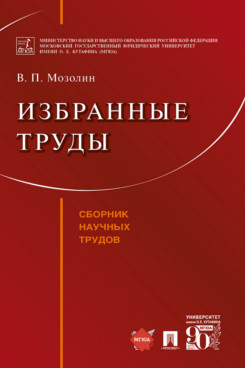 МИНИСТЕРСТВО НАУКИ И ВЫСШЕГО ОБРАЗОВАНИЯ РОССИЙСКОЙ ФЕДЕРАЦИИ
МОСКОВСКИЙ ГОСУДАРСТВЕННЫЙ ЮРИДИЧЕСКИЙ УНИВЕРСИТЕТ
ИМЕНИ О. Е. КУТАФИНА (МГЮА)
В. П. Мозолин
ИЗБРАННЫЕ
ТРУДЫ
СБОРНИК
НАУЧНЫХ
ТРУДОВ
МГЮА
УНИВЕРСИТЕТ
имени О.Е. КУТАФИНА
МГЮА
90